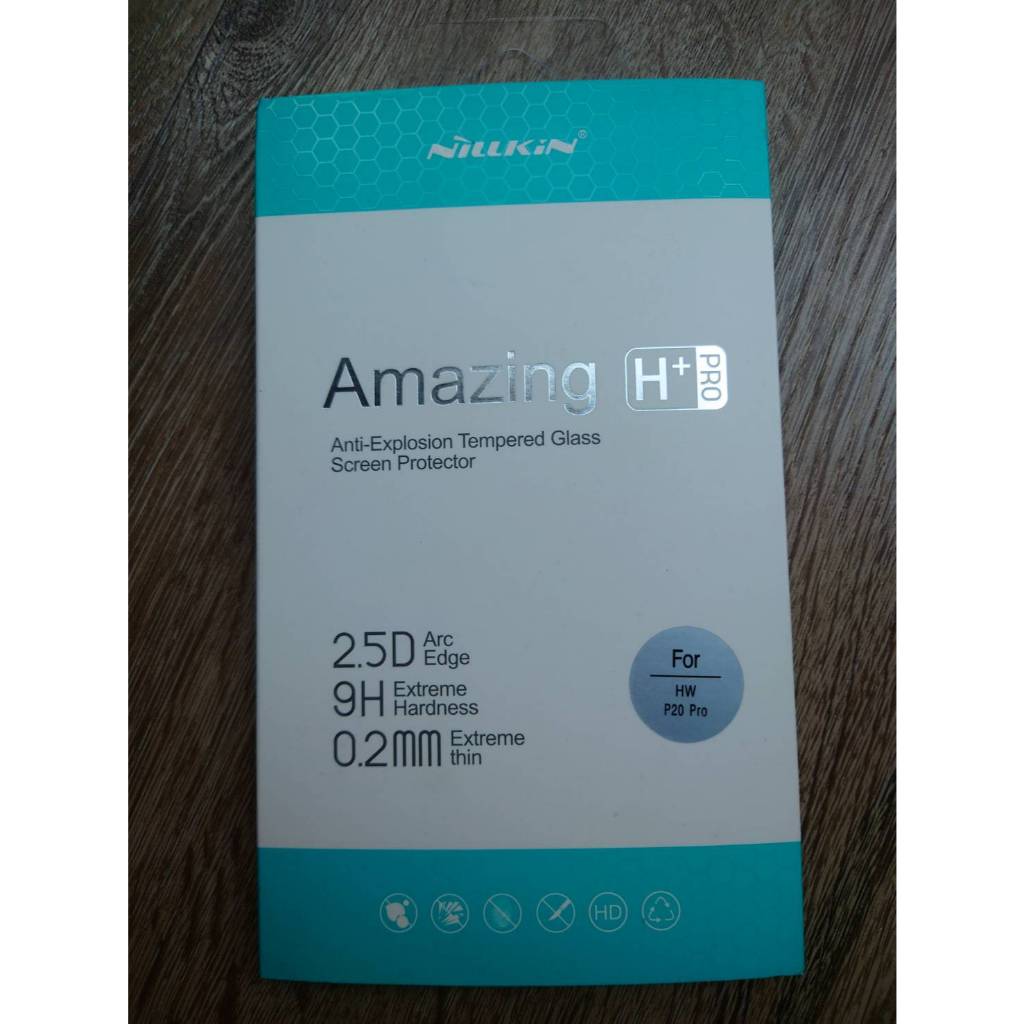 NILLKIN®
Amazing H+ PRO
Anti-Explosion Tempered Glass
Screen Protector
2.5D Arc Edge
9H Extreme Hardness
0.2mm Extreme thin
For
HW
P20 Pro
HD